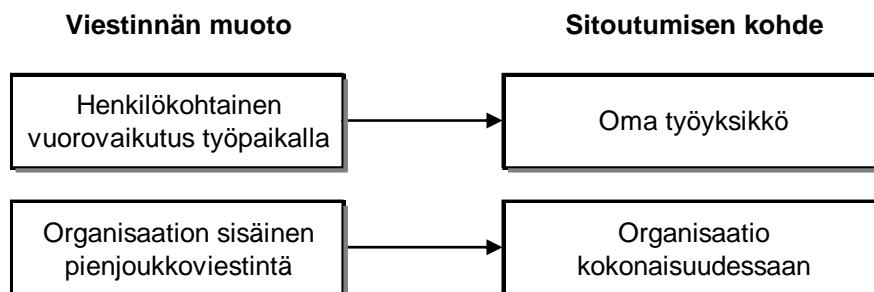 Viestinnän muoto
Sitoutumisen kohde
Henkilökohtainen
vuorovaikutus työpaikalla
Oma työyksikkö
Organisaation sisäinen
pienjoukkoviestintä
Organisaatio
kokonaisuudessaan